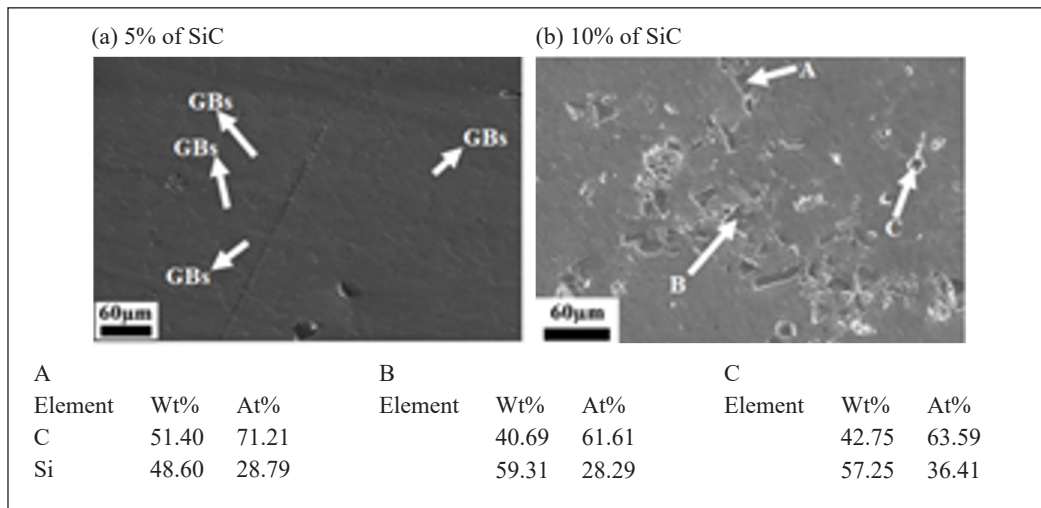 (a) 5% of SiC
(b) 10% of SiC
GBs
GBs
GBs
GBs
60μm
A
B
C
60μm
A B C
Element Wt% At% Element Wt% At% Element Wt% At%
C 51.40 71.21 40.69 61.61 42.75 63.59
Si 48.60 28.79 59.31 28.29 57.25 36.41